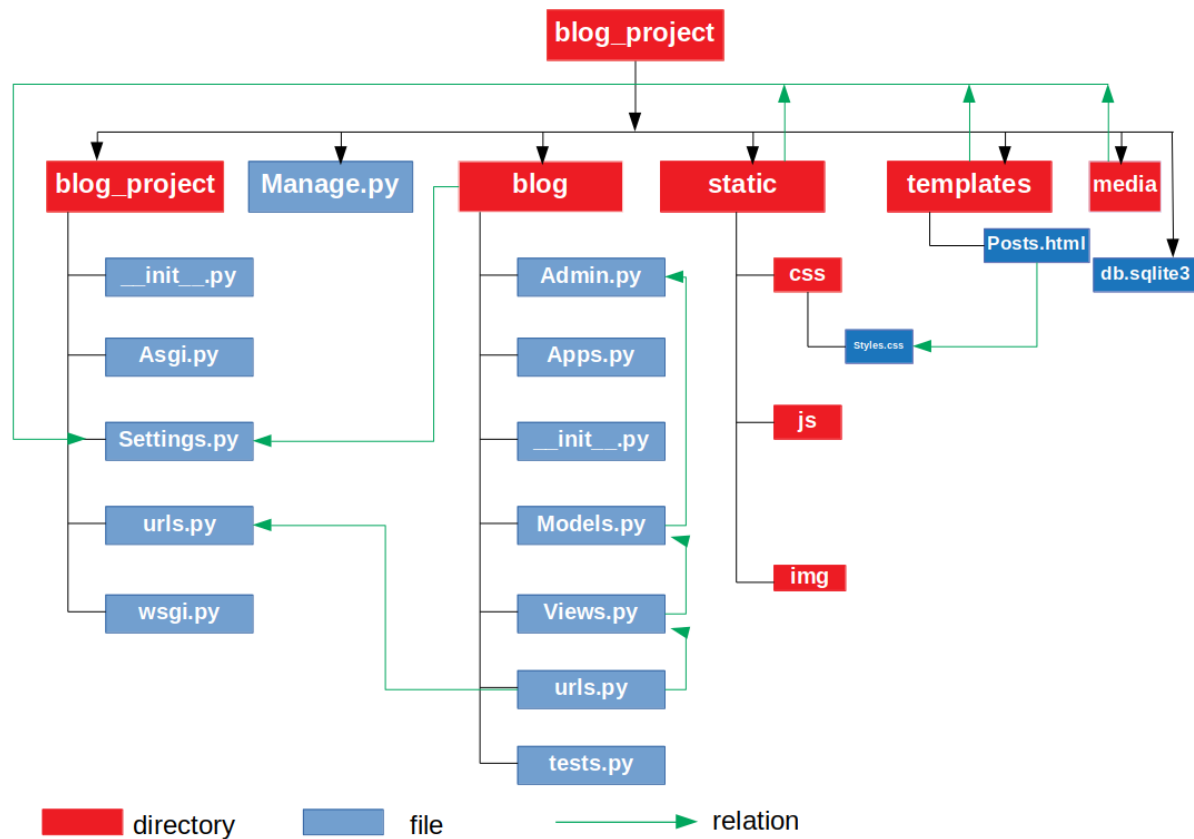 blog_project
blog_project
Manage.py
blog
static
templates
media
Posts.html
db.sqlite3
__init__.py
Admin.py
css
Asgi.py
Apps.py
Styles.css
Settings.py
__init__.py
js
urls.py
Models.py
img
wsgi.py
Views.py
urls.py
tests.py
directory
file
relation